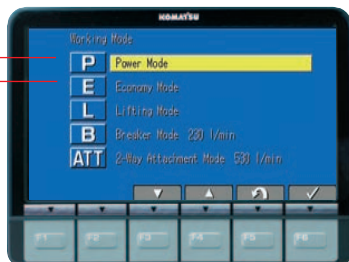 KOMATSU
Working Mode
P Power Mode
E Economy Mode
L Lifting Mode
B Breaker Mode 230 l/min
ATT 2-Way Attachment Mode 530 l/min
F1 F2 F3 F4 F5 F6